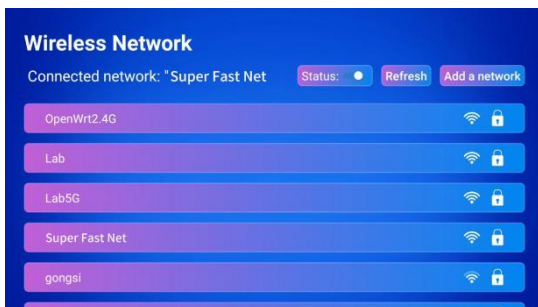 Wireless Network
Connected network: "Super Fast Net Status: Refresh Add a network
OpenWrt2.4G
Lab
Lab5G
Super Fast Net
gongsi